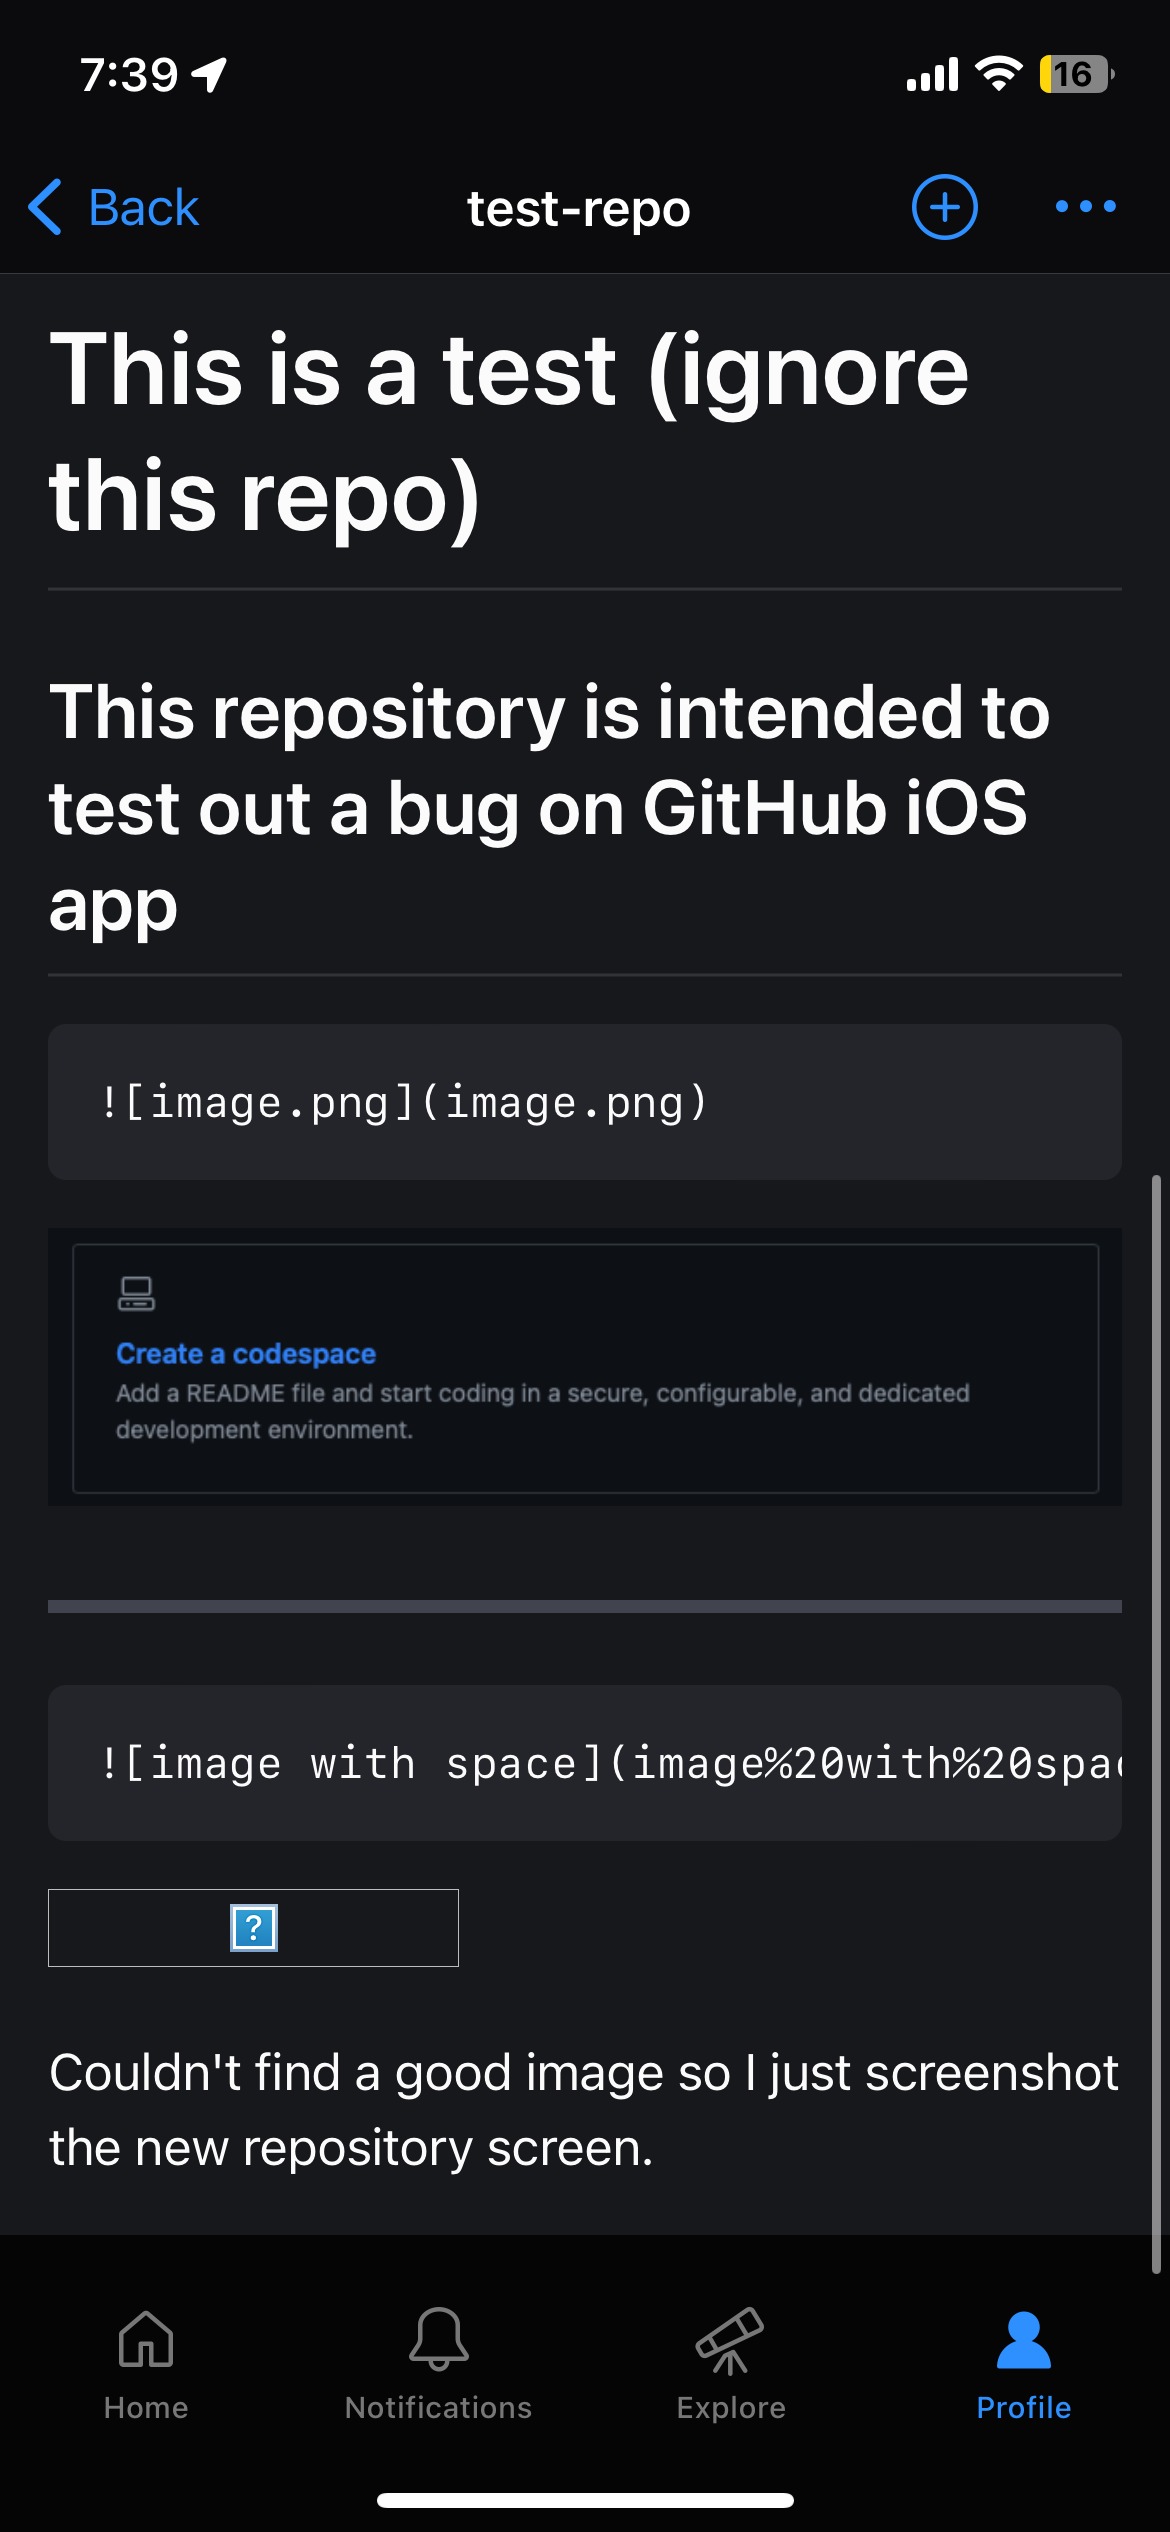 7:39
16
Back
test-repo
This is a test (ignore
this repo)
This repository is intended to
test out a bug on GitHub iOS
app
![image.png](image.png)
Create a codespace
Add a README file and start coding in a secure, configurable, and dedicated
development environment.
![image with space](image%20with%20spac
?
Couldn't find a good image so I just screenshot
the new repository screen.
Home
Notifications
Explore
Profile